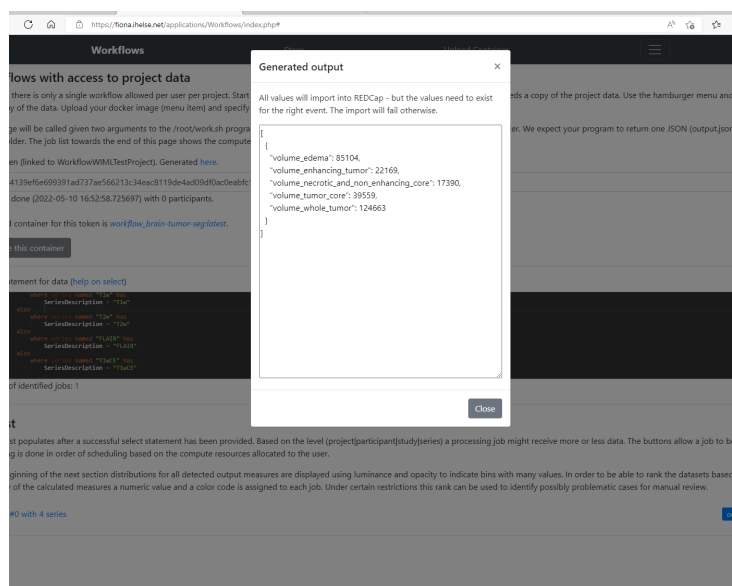 https://fiona.ihelse.net/applications/Workflows/index.php#
Workflows
Generated output
×
All values will import into REDCap - but the values need to exist
for the right event. The import will fail otherwise.
[
{
"volume_edema": 85104,
"volume_enhancing_tumor": 22169,
"volume_necrotic_and_non_enhancing_core": 17390,
"volume_tumor_core": 39559,
"volume_whole_tumor": 124663
}
]
Close
flows with access to project data
there is only a single workflow allowed per user per project. Start
eds a copy of the project data. Use the hamburger menu and
y of the data. Upload your docker image (menu item) and specify
ge will be called given two arguments to the /root/work.sh progra
er. We expect your program to return one JSON (output.json
older. The job list towards the end of this page shows the compute
en (linked to WorkflowWIMLTestProject). Generated here.
done (2022-05-10 16:52:58.725697) with 0 participants.
d container for this token is workflow_brain-tumor-seg:latest.
this container
atement for data (help on select)
where series named "T1w" has
SeriesDescription = "T1w"
else
where series named "T2w" has
SeriesDescription = "T2w"
else
where series named "FLAIR" has
SeriesDescription = "FLAIR"
else
where series named "T1wCE" has
SeriesDescription = "T1wCE"
of identified jobs: 1
st
st populates after a successful select statement has been provided. Based on the level (project|participant|study|series) a processing job might receive more or less data. The buttons allow a job to be
g is done in order of scheduling based on the compute resources allocated to the user.
ginning of the next section distributions for all detected output measures are displayed using luminance and opacity to indicate bins with many values. In order to be able to rank the datasets based
of the calculated measures a numeric value and a color code is assigned to each job. Under certain restrictions this rank can be used to identify possibly problematic cases for manual review.
#0 with 4 series